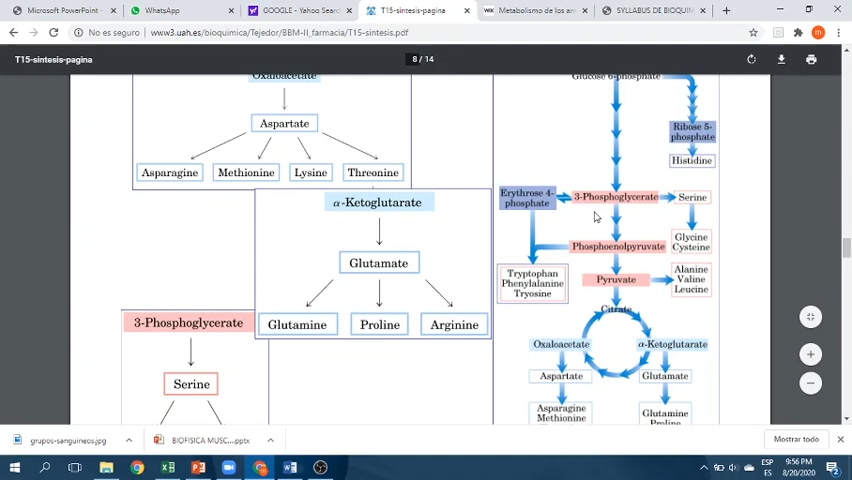 Microsoft PowerPoint -
WhatsApp
GOOGLE - Yahoo Sear
T15-sintesis-pagina
Metabolismo de los an
SYLLABUS DE BIOQUIM
No es seguro
www3.uah.es/bioquimica/Tejedor/BBM-II_farmacia/T15-sintesis.pdf
T15-sintesis-pagina
8 / 14
Oxaloacetate
Aspartate
Asparagine
Methionine
Lysine
Threonine
α-Ketoglutarate
Glutamate
Glutamine
Proline
Arginine
3-Phosphoglycerate
Serine
Glucose 6-phosphate
Ribose 5-
phosphate
Histidine
Erythrose 4-
phosphate
3-Phosphoglycerate
Serine
Glycine
Cysteine
Phosphoenolpyruvate
Tryptophan
Phenylalanine
Tryosine
Pyruvate
Alanine
Valine
Leucine
Citrate
Oxaloacetate
α-Ketoglutarate
Aspartate
Glutamate
Asparagine
Methionine
Glutamine
Proline
grupos-sanguineos.jpg
BIOFISICA MUSC....pptx
Mostrar todo
ESP
ES
9:56 PM
8/20/2020
2